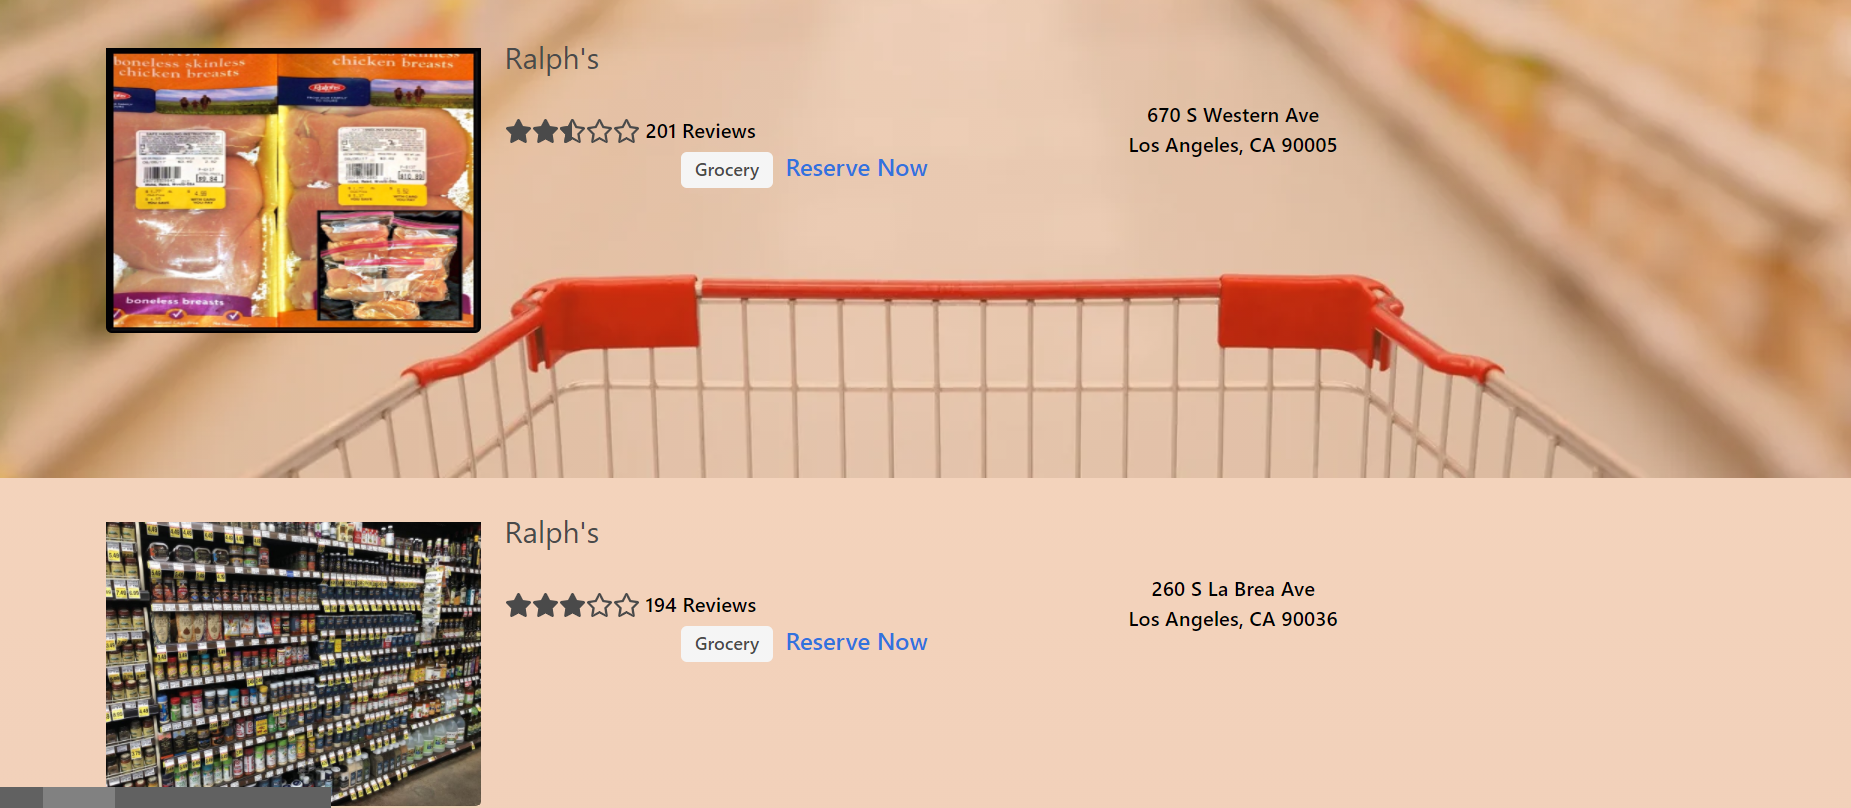 Ralph's
boneless skinless
chicken breasts
chicken breasts
Ralphs
boneless breasts
201 Reviews
Grocery
Reserve Now
670 S Western Ave
Los Angeles, CA 90005
Ralph's
194 Reviews
Grocery
Reserve Now
260 S La Brea Ave
Los Angeles, CA 90036